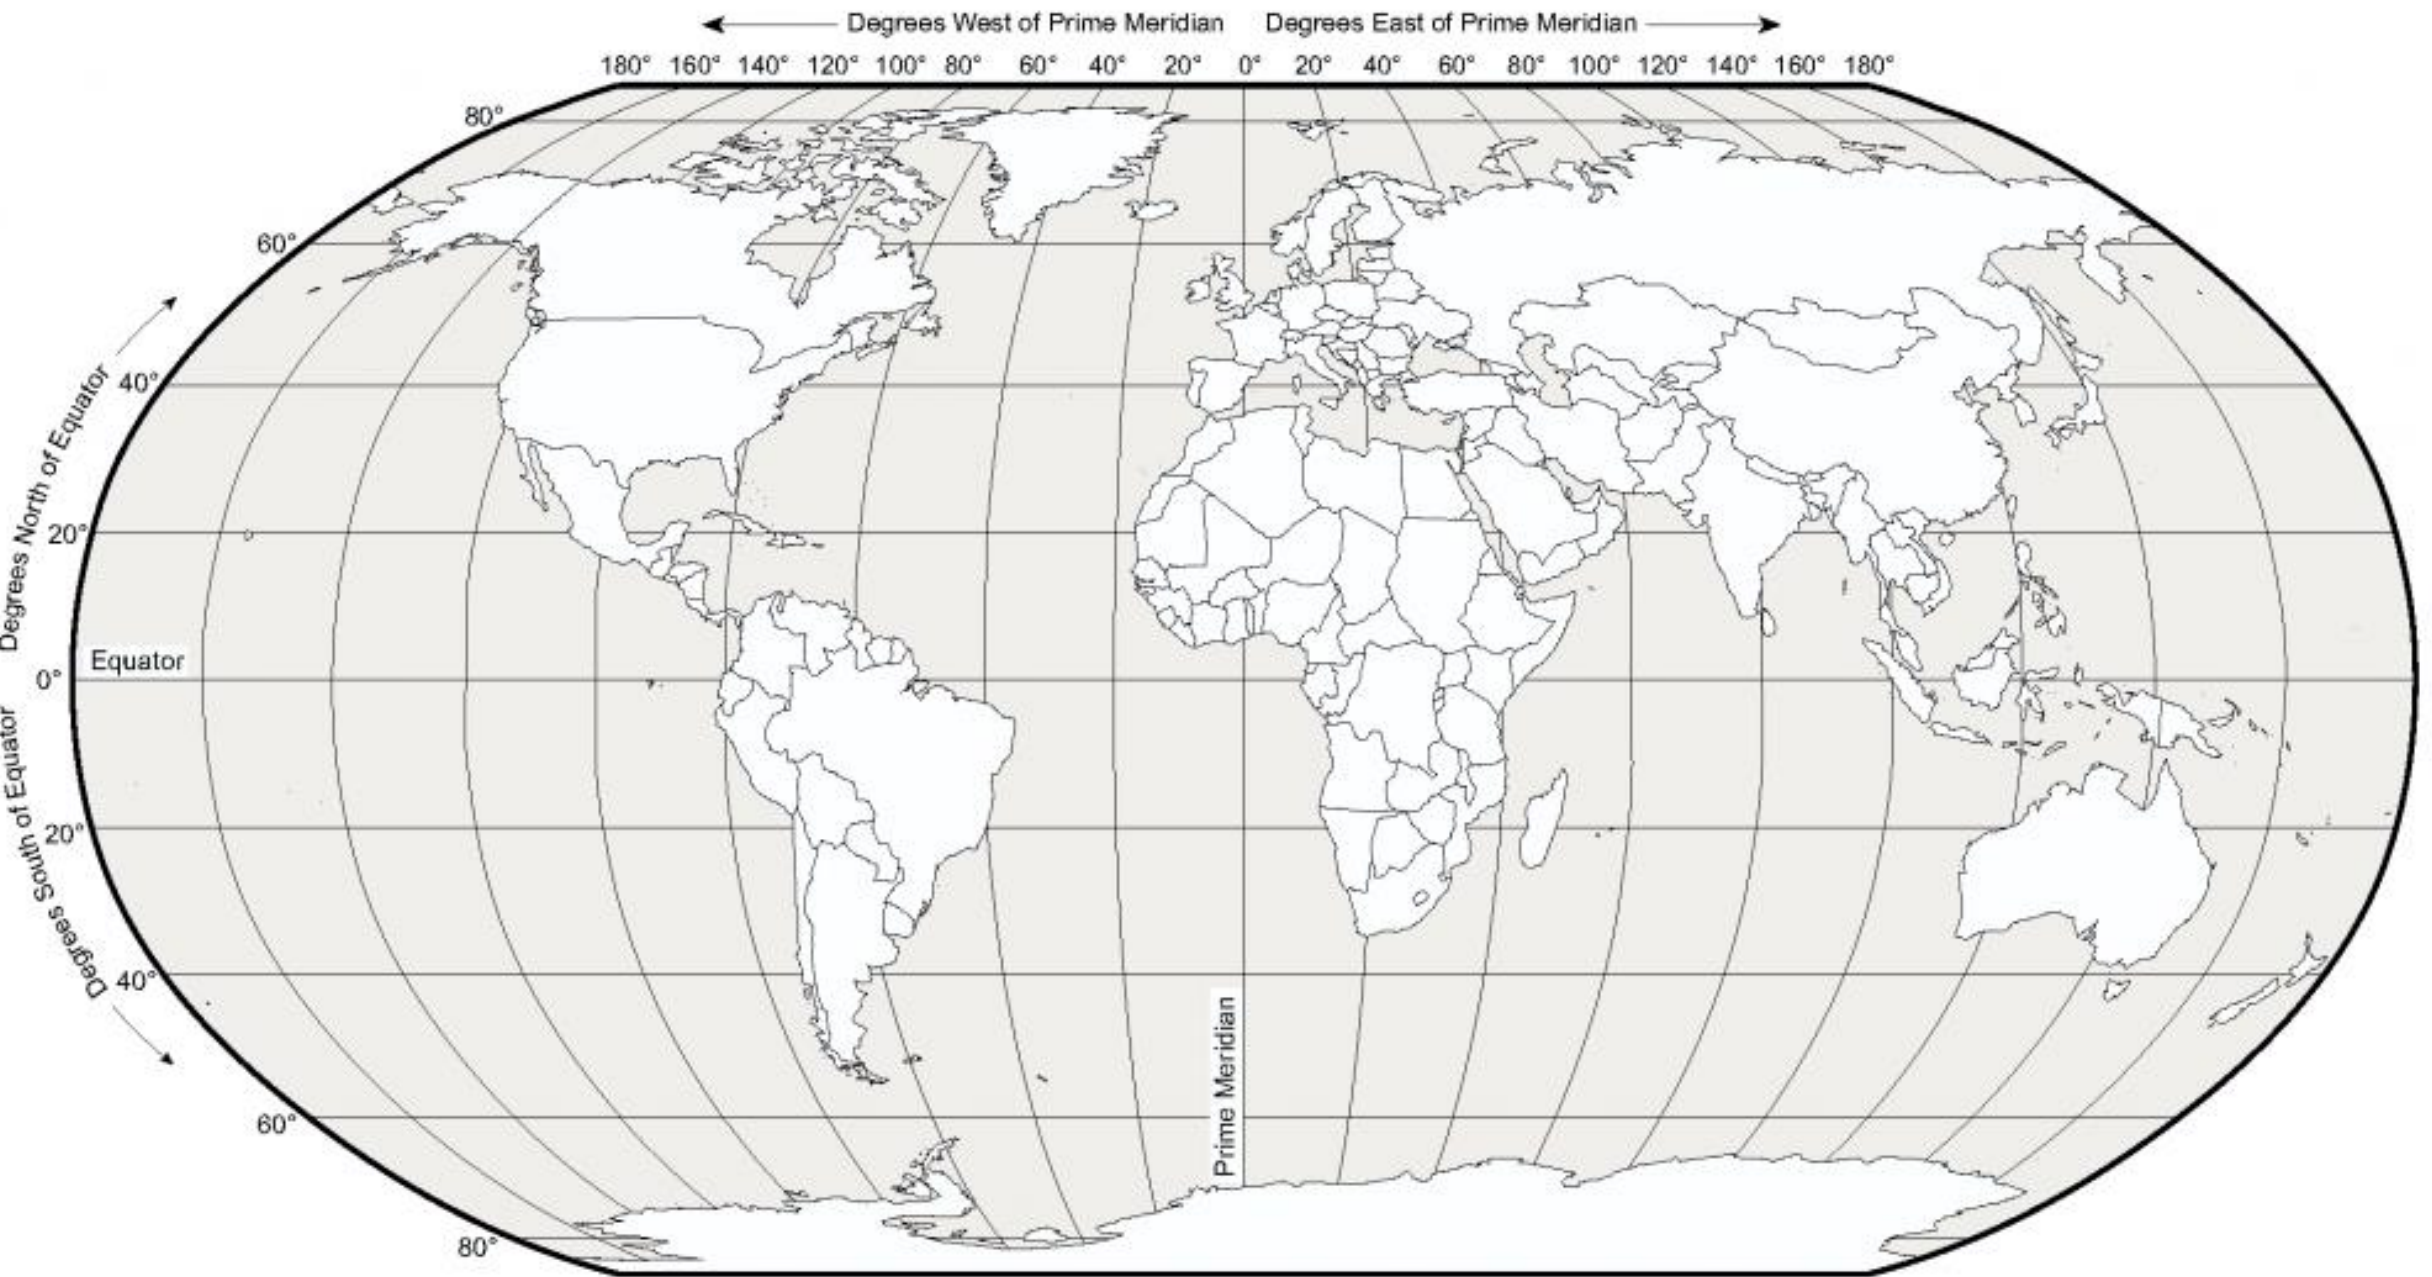 Degrees West of Prime Meridian Degrees East of Prime Meridian
180° 160° 140° 120° 100° 80° 60° 40° 20° 0° 20° 40° 60° 80° 100° 120° 140° 160° 180°
80°
60°
40°
Degrees North of Equator
20°
Equator
0°
Degrees South of Equator
20°
40°
Prime Meridian
60°
80°